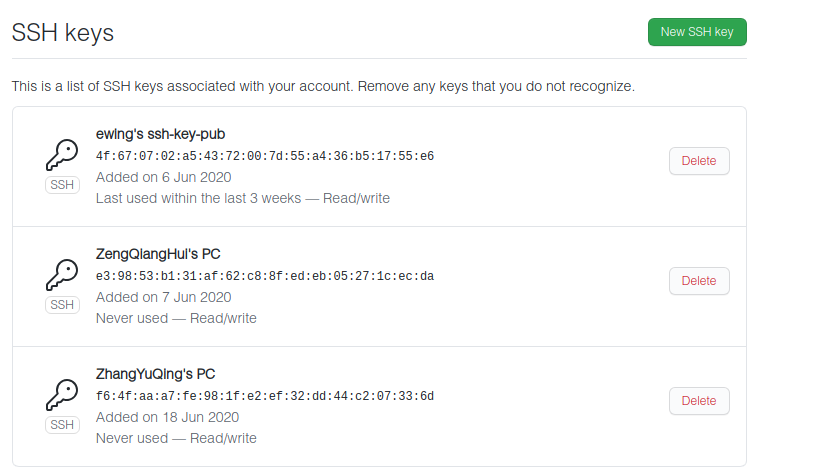 SSH keys
New SSH key
This is a list of SSH keys associated with your account. Remove any keys that you do not recognize.
ewing's ssh-key-pub
4f:67:07:02:a5:43:72:00:7d:55:a4:36:b5:17:55:e6
Added on 6 Jun 2020
Last used within the last 3 weeks — Read/write
SSH
Delete
ZengQiangHui's PC
e3:98:53:b1:31:af:62:c8:8f:ed:eb:05:27:1c:ec:da
Added on 7 Jun 2020
Never used — Read/write
SSH
Delete
ZhangYuQing's PC
f6:4f:aa:a7:fe:98:1f:e2:ef:32:dd:44:c2:07:33:6d
Added on 18 Jun 2020
Never used — Read/write
SSH
Delete